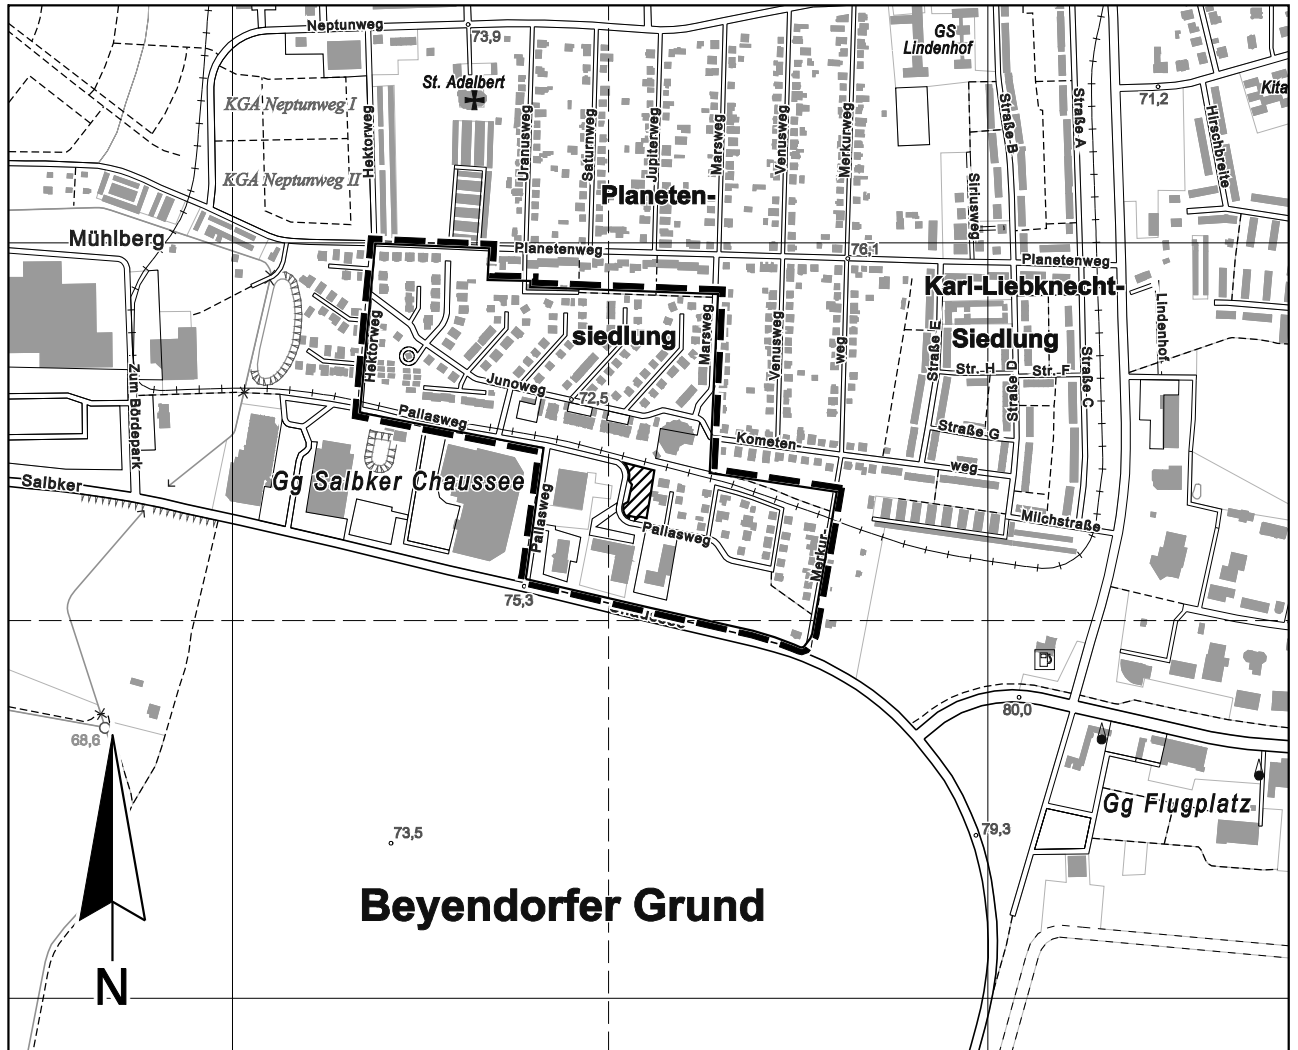 Neptunweg
73,9
GS
Lindenhof
St. Adalbert
Kita
71,2
KGA Neptunweg I
KGA Neptunweg II
Hektorweg
Uranusweg
Saturnweg
Jupiterweg
Marsweg
Venusweg
Merkurweg
Siriusweg
Straße B
Straße A
Hirschbreite
Planeten-
Mühlberg
Planetenweg
76,1
Planetenweg
Karl-Liebknecht-
Siedlung
siedlung
Hektorweg
Marsweg
Venusweg
weg
Straße E
Str. H
Straße D
Str. F
Straße C
Lindenhof
Zum Bördepark
Junoweg
72,5
Pallasweg
Kometen-
weg
Straße G
Salbker
Gg Salbker Chaussee
Pallasweg
Pallasweg
Merkur-
Milchstraße
75,3
80,0
68,6
Gg Flugplatz
79,3
73,5
Beyendorfer Grund
N